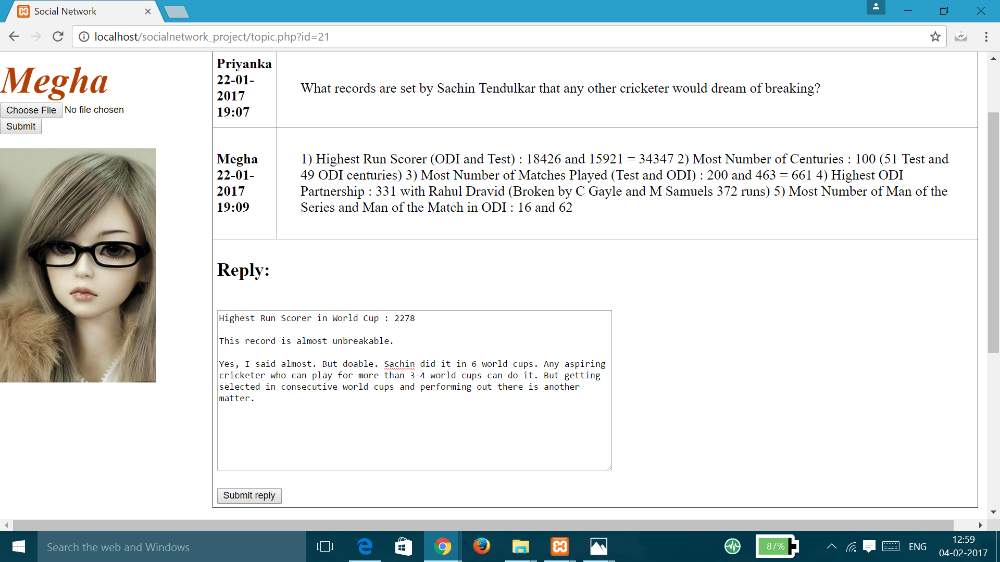 Social Network
localhost/socialnetwork_project/topic.php?id=21
Megha
Choose File No file chosen
Submit
Priyanka
22-01-
2017
19:07
What records are set by Sachin Tendulkar that any other cricketer would dream of breaking?
Megha
22-01-
2017
19:09
1) Highest Run Scorer (ODI and Test) : 18426 and 15921 = 34347 2) Most Number of Centuries : 100 (51 Test and
49 ODI centuries) 3) Most Number of Matches Played (Test and ODI) : 200 and 463 = 661 4) Highest ODI
Partnership : 331 with Rahul Dravid (Broken by C Gayle and M Samuels 372 runs) 5) Most Number of Man of the
Series and Man of the Match in ODI : 16 and 62
Reply:
Highest Run Scorer in World Cup : 2278
This record is almost unbreakable.
Yes, I said almost. But doable. Sachin did it in 6 world cups. Any aspiring
cricketer who can play for more than 3-4 world cups can do it. But getting
selected in consecutive world cups and performing out there is another
matter.
Submit reply
Search the web and Windows
87%
ENG
12:59
04-02-2017